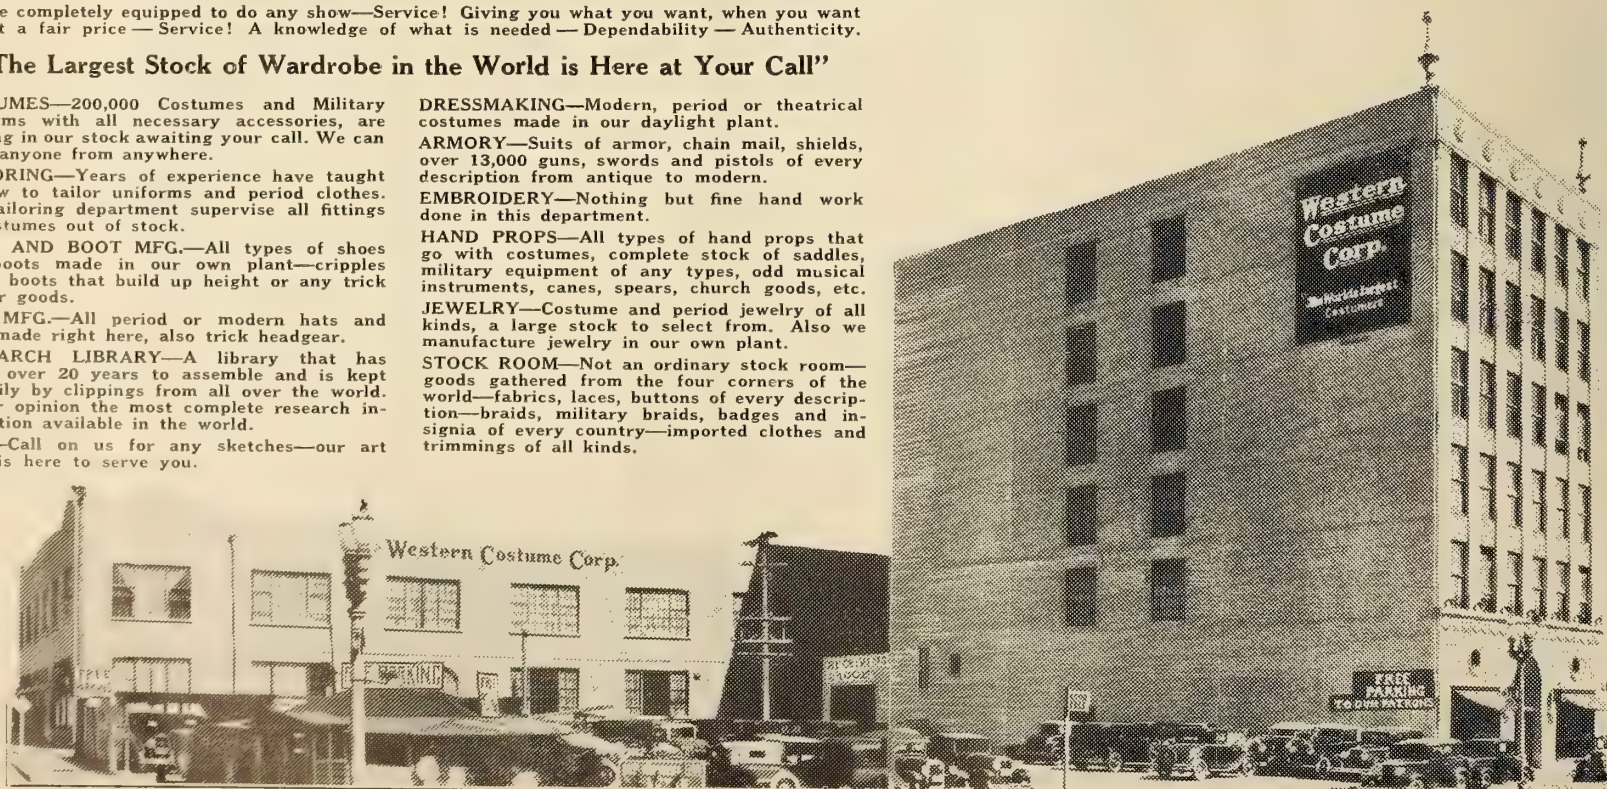 e completely equipped to do any show—Service! Giving you what you want, when you want
t a fair price — Service! A knowledge of what is needed — Dependability — Authenticity.
The Largest Stock of Wardrobe in the World is Here at Your Call”
UMES—200,000 Costumes and Military
ms with all necessary accessories, are
g in our stock awaiting your call. We can
anyone from anywhere.
ORING—Years of experience have taught
w to tailor uniforms and period clothes.
ailoring department supervise all fittings
stumes out of stock.
AND BOOT MFG.—All types of shoes
boots made in our own plant—cripples
boots that build up height or any trick
r goods.
MFG.—All period or modern hats and
made right here, also trick headgear.
ARCH LIBRARY—A library that has
over 20 years to assemble and is kept
ily by clippings from all over the world.
r opinion the most complete research in-
tion available in the world.
—Call on us for any sketches—our art
is here to serve you.
DRESSMAKING—Modern, period or theatrical
costumes made in our daylight plant.
ARMORY—Suits of armor, chain mail, shields,
over 13,000 guns, swords and pistols of every
description from antique to modern.
EMBROIDERY—Nothing but fine hand work
done in this department.
HAND PROPS—All types of hand props that
go with costumes, complete stock of saddles,
military equipment of any types, odd musical
instruments, canes, spears, church goods, etc.
JEWELRY—Costume and period jewelry of all
kinds, a large stock to select from. Also we
manufacture jewelry in our own plant.
STOCK ROOM—Not an ordinary stock room—
goods gathered from the four corners of the
world—fabrics, laces, buttons of every descrip-
tion—braids, military braids, badges and in-
signia of every country—imported clothes and
trimmings of all kinds.
Western Costume Corp.
PARKING
RECEIVING
ROOM
Western
Costume
Corp.
The World's Largest
Costumers
FREE
PARKING
TO OUR PATRONS